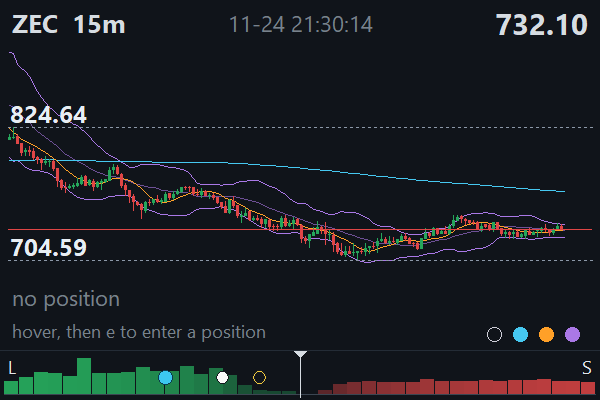 ZEC 15m 11-24 21:30:14 732.10
824.64
704.59
no position
hover, then e to enter a position
L S